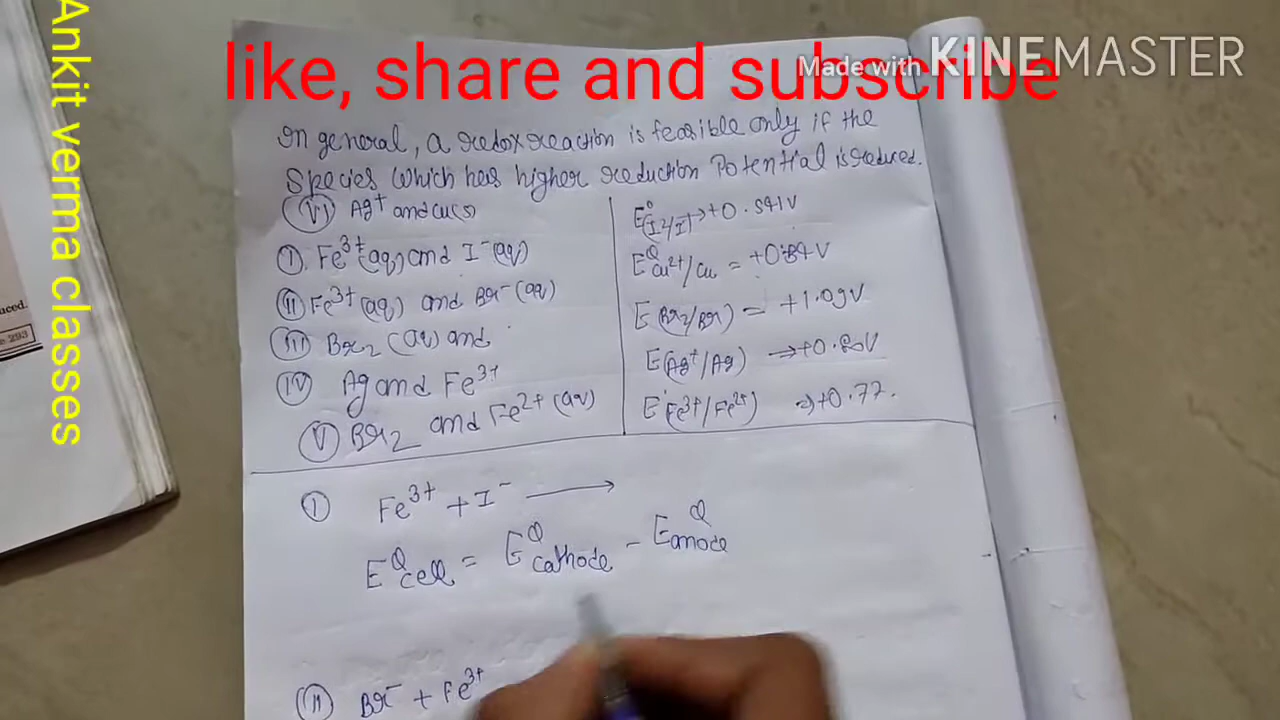 like, share and subscribe
Made with KINEMASTER
Ankit verma classes
uced.
e 293
In general, a redox reaction is feasible only if the
Species which has higher reduction Potential is reduced.
(VI) Ag⁺ and Cu(s)
(I) Fe³⁺(aq) and I⁻(aq)
(II) Fe³⁺(aq) and Br⁻(aq)
(III) Br₂(aq) and
(IV) Ag and Fe³⁺
(V) Br₂ and Fe²⁺(aq)
E°(I₂/I⁻) → +0.541V
E°Cu²⁺/Cu = +0.34V
E(Br₂/Br) = +1.09V
E(Ag⁺/Ag) → +0.80V
E°(Fe³⁺/Fe²⁺) → +0.77.
(I) Fe³⁺ + I⁻ ⟶
E°cell = E°cathode − E°anode
(II) Br⁻ + Fe³⁺